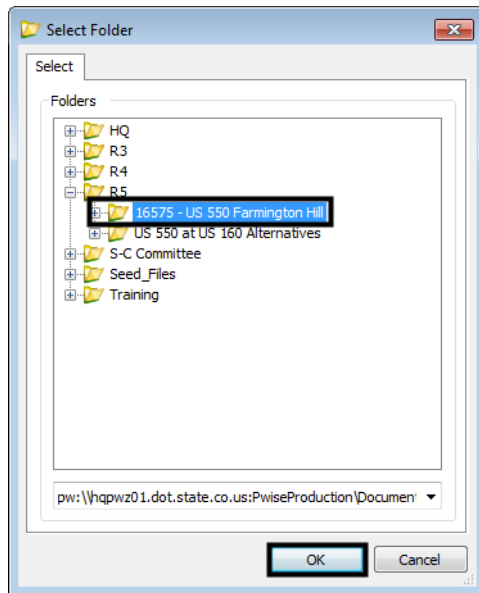 Select Folder
Select
Folders
HQ
R3
R4
R5
16575 - US 550 Farmington Hill
US 550 at US 160 Alternatives
S-C Committee
Seed_Files
Training
pw:\\hqpwz01.dot.state.co.us:PwiseProduction\Document
OK
Cancel